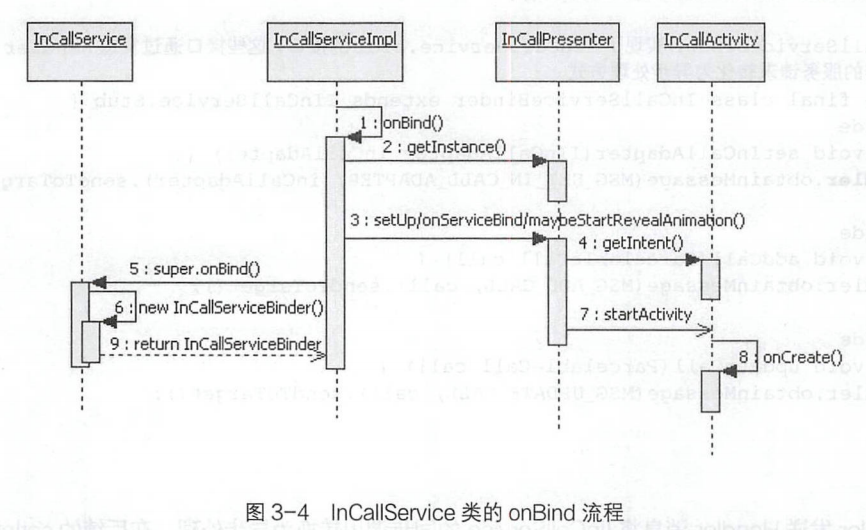 InCallService
InCallServiceImpl
InCallPresenter
InCallActivity
1 : onBind()
2 : getInstance()
3 : setUp/onServiceBind/maybeStartRevealAnimation()
4 : getIntent()
5 : super.onBind()
6 : new InCallServiceBinder()
7 : startActivity
9 : return InCallServiceBinder
8 : onCreate()
图 3-4 InCallService 类的 onBind 流程